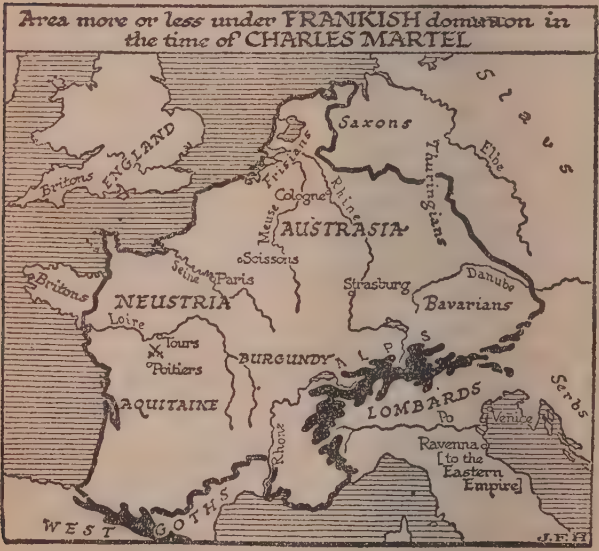 Area more or less under FRANKISH dominion in
the time of CHARLES MARTEL
Slavs
Saxons
ENGLAND
Britons
Frisians
Thuringians
Elbe
Cologne
Rhine
Meuse
AUSTRASIA
Soissons
Seine
Paris
Strasburg
Danube
Bavarians
Britons
NEUSTRIA
Loire
Tours
Poitiers
BURGUNDY
ALPS
AQUITAINE
LOMBARDS
Serbs
Po
Venice
Rhone
Ravenna
[to the
Eastern
Empire]
WEST GOTHS
J.F.H